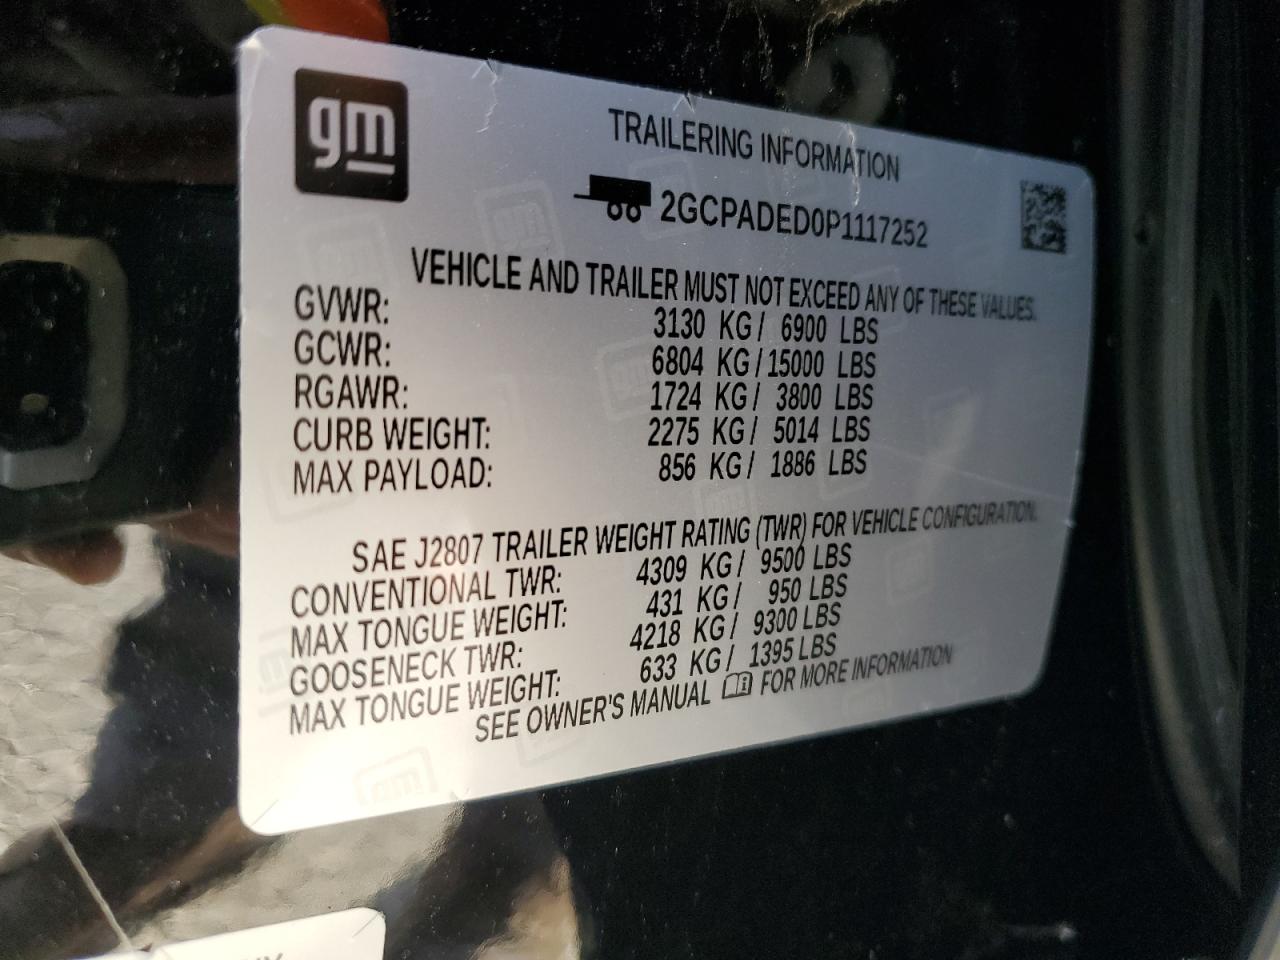 gm
TRAILERING INFORMATION
2GCPADED0P1117252
VEHICLE AND TRAILER MUST NOT EXCEED ANY OF THESE VALUES.
GVWR: 3130 KG/ 6900 LBS
GCWR: 6804 KG/15000 LBS
RGAWR: 1724 KG/ 3800 LBS
CURB WEIGHT: 2275 KG/ 5014 LBS
MAX PAYLOAD: 856 KG/ 1886 LBS
SAE J2807 TRAILER WEIGHT RATING (TWR) FOR VEHICLE CONFIGURATION.
CONVENTIONAL TWR: 4309 KG/ 9500 LBS
MAX TONGUE WEIGHT: 431 KG/ 950 LBS
GOOSENECK TWR: 4218 KG/ 9300 LBS
MAX TONGUE WEIGHT: 633 KG/ 1395 LBS
SEE OWNER'S MANUAL FOR MORE INFORMATION